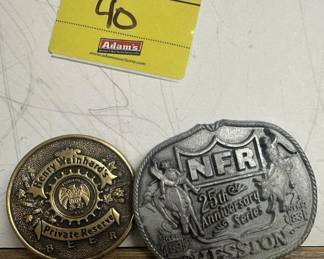 40
Adam's
Henry Weinhard's
Private Reserve
BEER
NFR
25th
Anniversary
Series
HESSTON